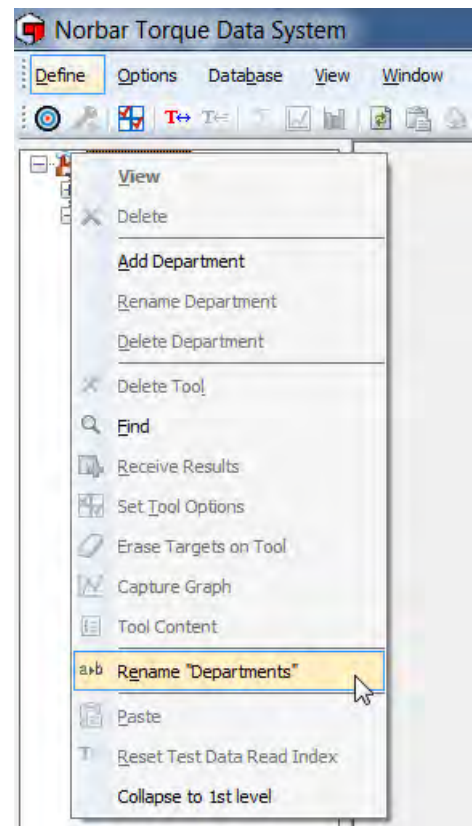 Norbar Torque Data System
Define Options Database View Window
View
Delete
Add Department
Rename Department
Delete Department
Delete Tool
Find
Receive Results
Set Tool Options
Erase Targets on Tool
Capture Graph
Tool Content
a▸b Rename "Departments"
Paste
Reset Test Data Read Index
Collapse to 1st level